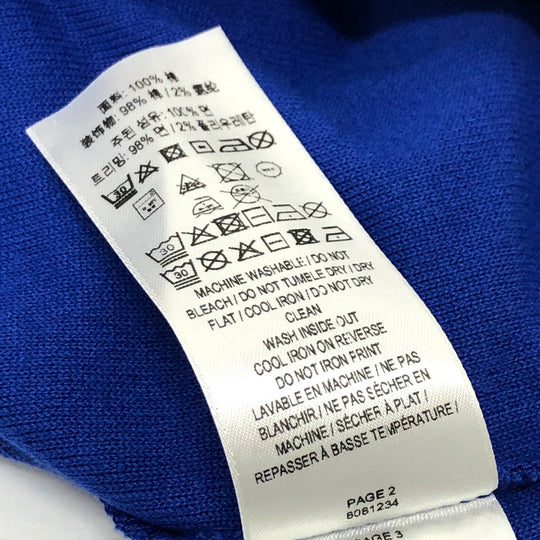 面料: 100% 棉
装饰物: 98% 棉 / 2% 氨纶
주된 섬유: 100% 면
트리밍: 98% 면 / 2% 폴리우레탄
30
30
30
MACHINE WASHABLE / DO NOT
BLEACH / DO NOT TUMBLE DRY / DRY
FLAT / COOL IRON / DO NOT DRY
CLEAN
WASH INSIDE OUT
COOL IRON ON REVERSE
DO NOT IRON PRINT
LAVABLE EN MACHINE / NE PAS
BLANCHIR / NE PAS SÉCHER EN
MACHINE / SÉCHER À PLAT /
REPASSER À BASSE TEMPÉRATURE /
PAGE 2
8081234
PAGE 3